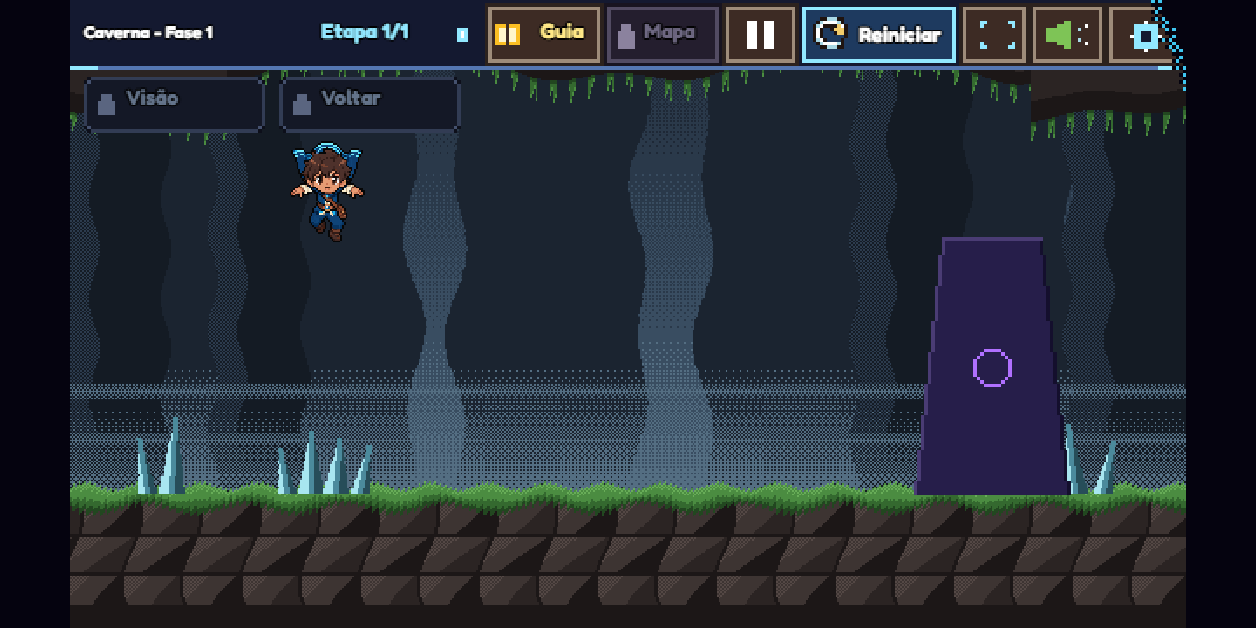 Caverna - Fase 1
Etapa 1/1
Guia
Mapa
Reiniciar
Visão
Voltar